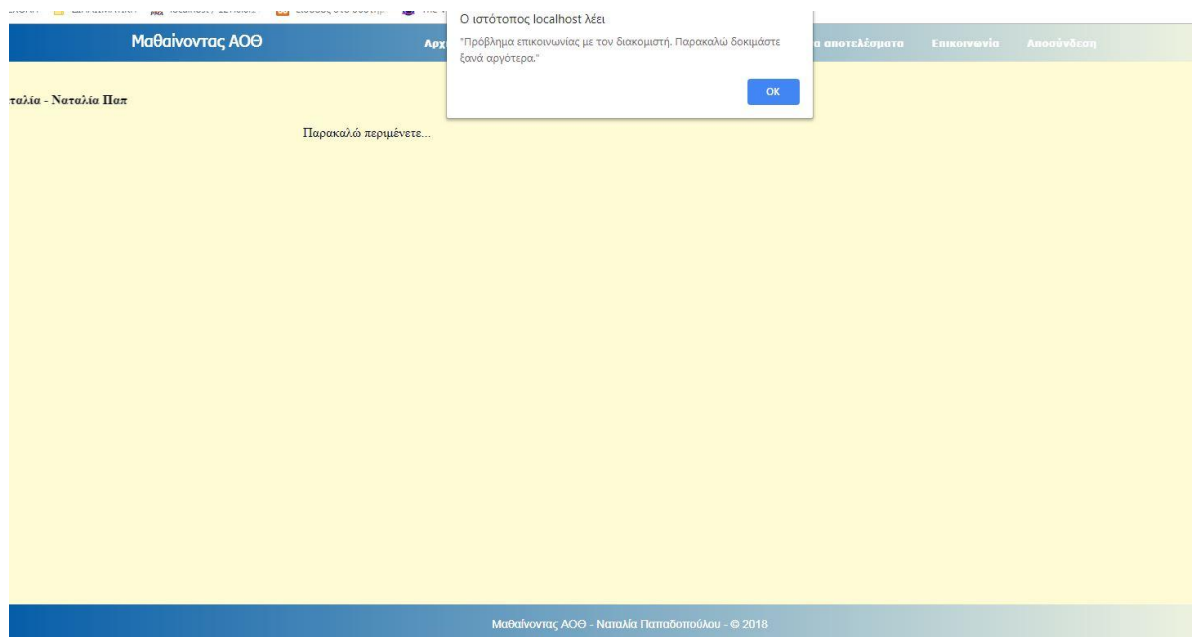 Ο ιστότοπος localhost λέει
Μαθαίνοντας ΑΟΘ
"Πρόβλημα επικοινωνίας με τον διακομιστή. Παρακαλώ δοκιμάστε
ξανά αργότερα."
αποτελέσματα Επικοινωνία Αποσύνδεση
OK
- Ναταλία Παπ
Παρακαλώ περιμένετε...
Μαθαίνοντας ΑΟΘ - Ναταλία Παπαδοπούλου - © 2018